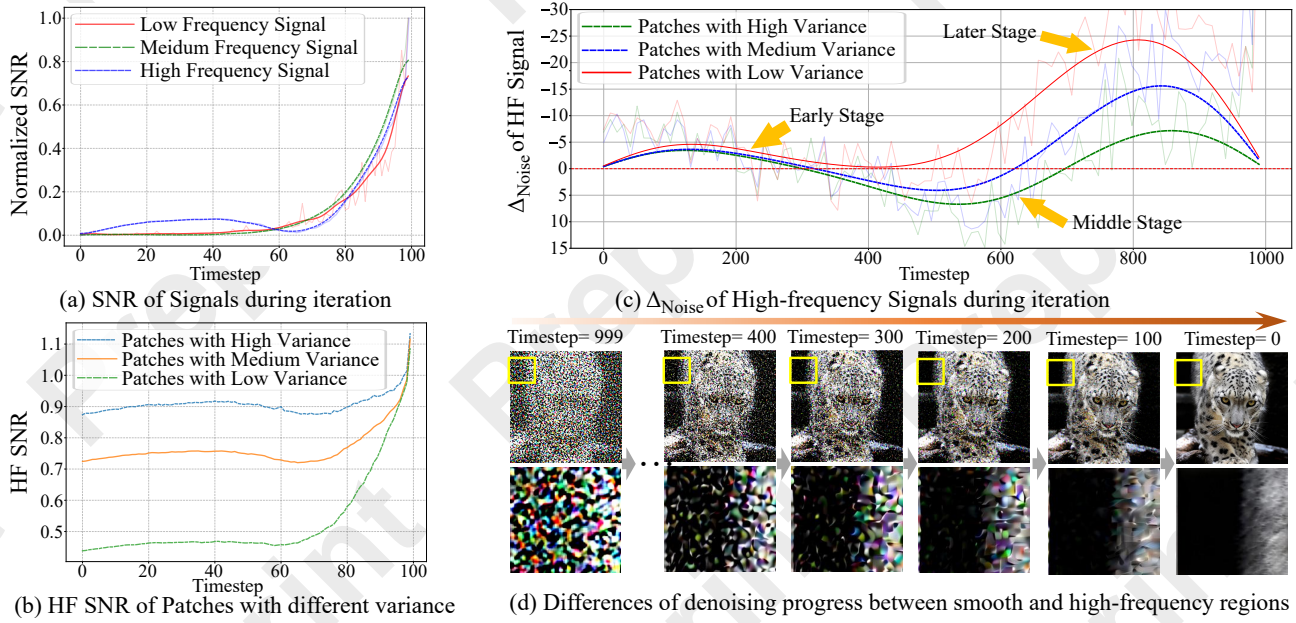 Low Frequency Signal
Meidum Frequency Signal
High Frequency Signal
Normalized SNR
1.0
0.8
0.6
0.4
0.2
0.0
0 20 40 60 80 100
Timestep
(a) SNR of Signals during iteration
Patches with High Variance
Patches with Medium Variance
Patches with Low Variance
HF SNR
1.1
1.0
0.9
0.8
0.7
0.6
0.5
0 20 40 60 80 100
Timestep
(b) HF SNR of Patches with different variance
Patches with High Variance
Patches with Medium Variance
Patches with Low Variance
Later Stage
Early Stage
Middle Stage
Δ_Noise of HF Signal
−30
−25
−20
−15
−10
−5
0
5
10
15
0 200 400 600 800 1000
Timestep
(c) Δ_Noise of High-frequency Signals during iteration
Timestep= 999 Timestep= 400 Timestep= 300 Timestep= 200 Timestep= 100 Timestep= 0
...
(d) Differences of denoising progress between smooth and high-frequency regions
Preprint